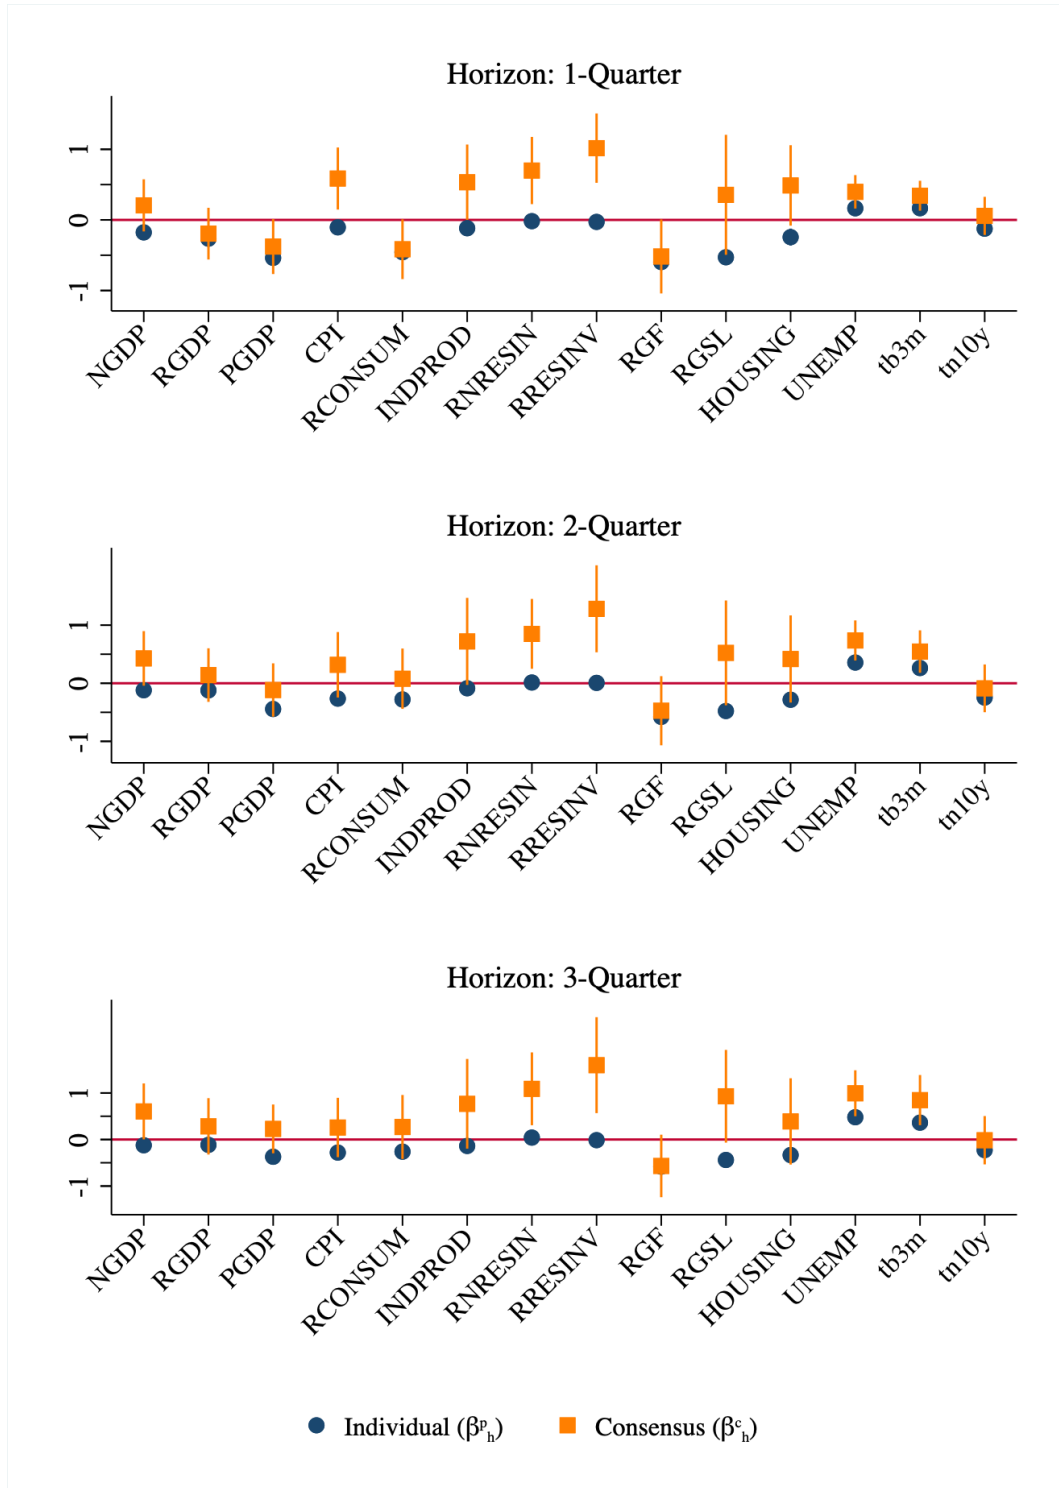 Horizon: 1-Quarter
1
0
-1
NGDP
RGDP
PGDP
CPI
RCONSUM
INDPROD
RNRESIN
RRESINV
RGF
RGSL
HOUSING
UNEMP
tb3m
tn10y
Horizon: 2-Quarter
1
0
-1
NGDP
RGDP
PGDP
CPI
RCONSUM
INDPROD
RNRESIN
RRESINV
RGF
RGSL
HOUSING
UNEMP
tb3m
tn10y
Horizon: 3-Quarter
1
0
-1
NGDP
RGDP
PGDP
CPI
RCONSUM
INDPROD
RNRESIN
RRESINV
RGF
RGSL
HOUSING
UNEMP
tb3m
tn10y
Individual (βᵖₕ) Consensus (βᶜₕ)